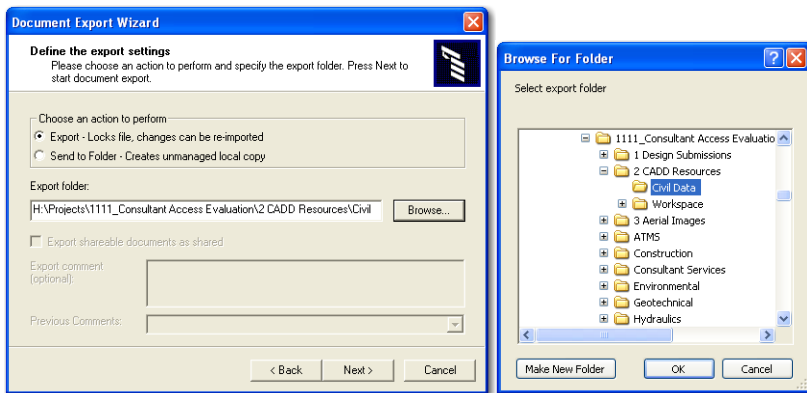 Document Export Wizard
Define the export settings
Please choose an action to perform and specify the export folder. Press Next to
start document export.
Choose an action to perform
Export - Locks file, changes can be re-imported
Send to Folder - Creates unmanaged local copy
Export folder:
H:\Projects\1111_Consultant Access Evaluation\2 CADD Resources\Civil
Browse...
Export shareable documents as shared
Export comment
(optional):
Previous Comments:
< Back
Next >
Cancel
Browse For Folder
Select export folder
1111_Consultant Access Evaluatio
1 Design Submissions
2 CADD Resources
Civil Data
Workspace
3 Aerial Images
ATMS
Construction
Consultant Services
Environmental
Geotechnical
Hydraulics
Make New Folder
OK
Cancel